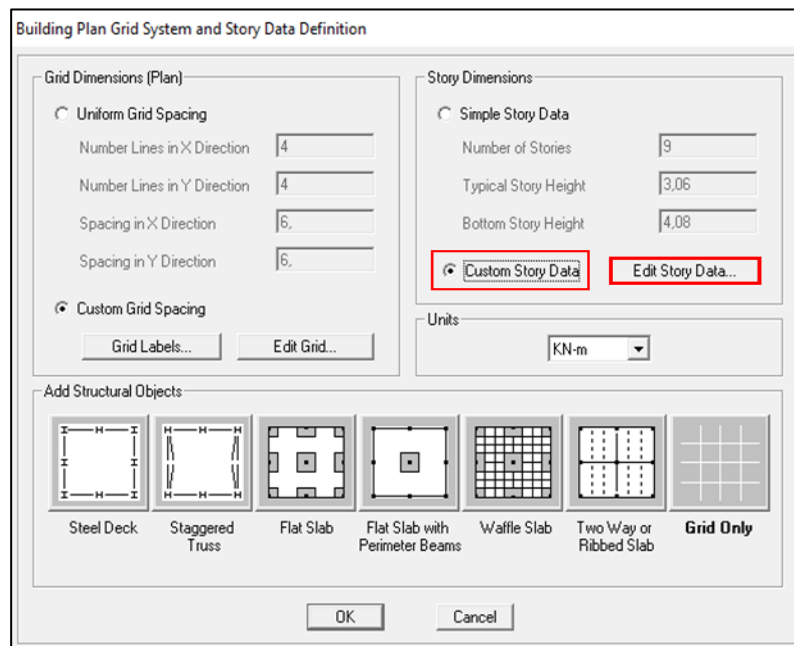 Building Plan Grid System and Story Data Definition
Grid Dimensions (Plan)
Uniform Grid Spacing
Number Lines in X Direction 4
Number Lines in Y Direction 4
Spacing in X Direction 6,
Spacing in Y Direction 6,
Custom Grid Spacing
Grid Labels... Edit Grid...
Story Dimensions
Simple Story Data
Number of Stories 9
Typical Story Height 3,06
Bottom Story Height 4,08
Custom Story Data Edit Story Data...
Units
KN-m
Add Structural Objects
Steel Deck
Staggered
Truss
Flat Slab
Flat Slab with
Perimeter Beams
Waffle Slab
Two Way or
Ribbed Slab
Grid Only
OK Cancel